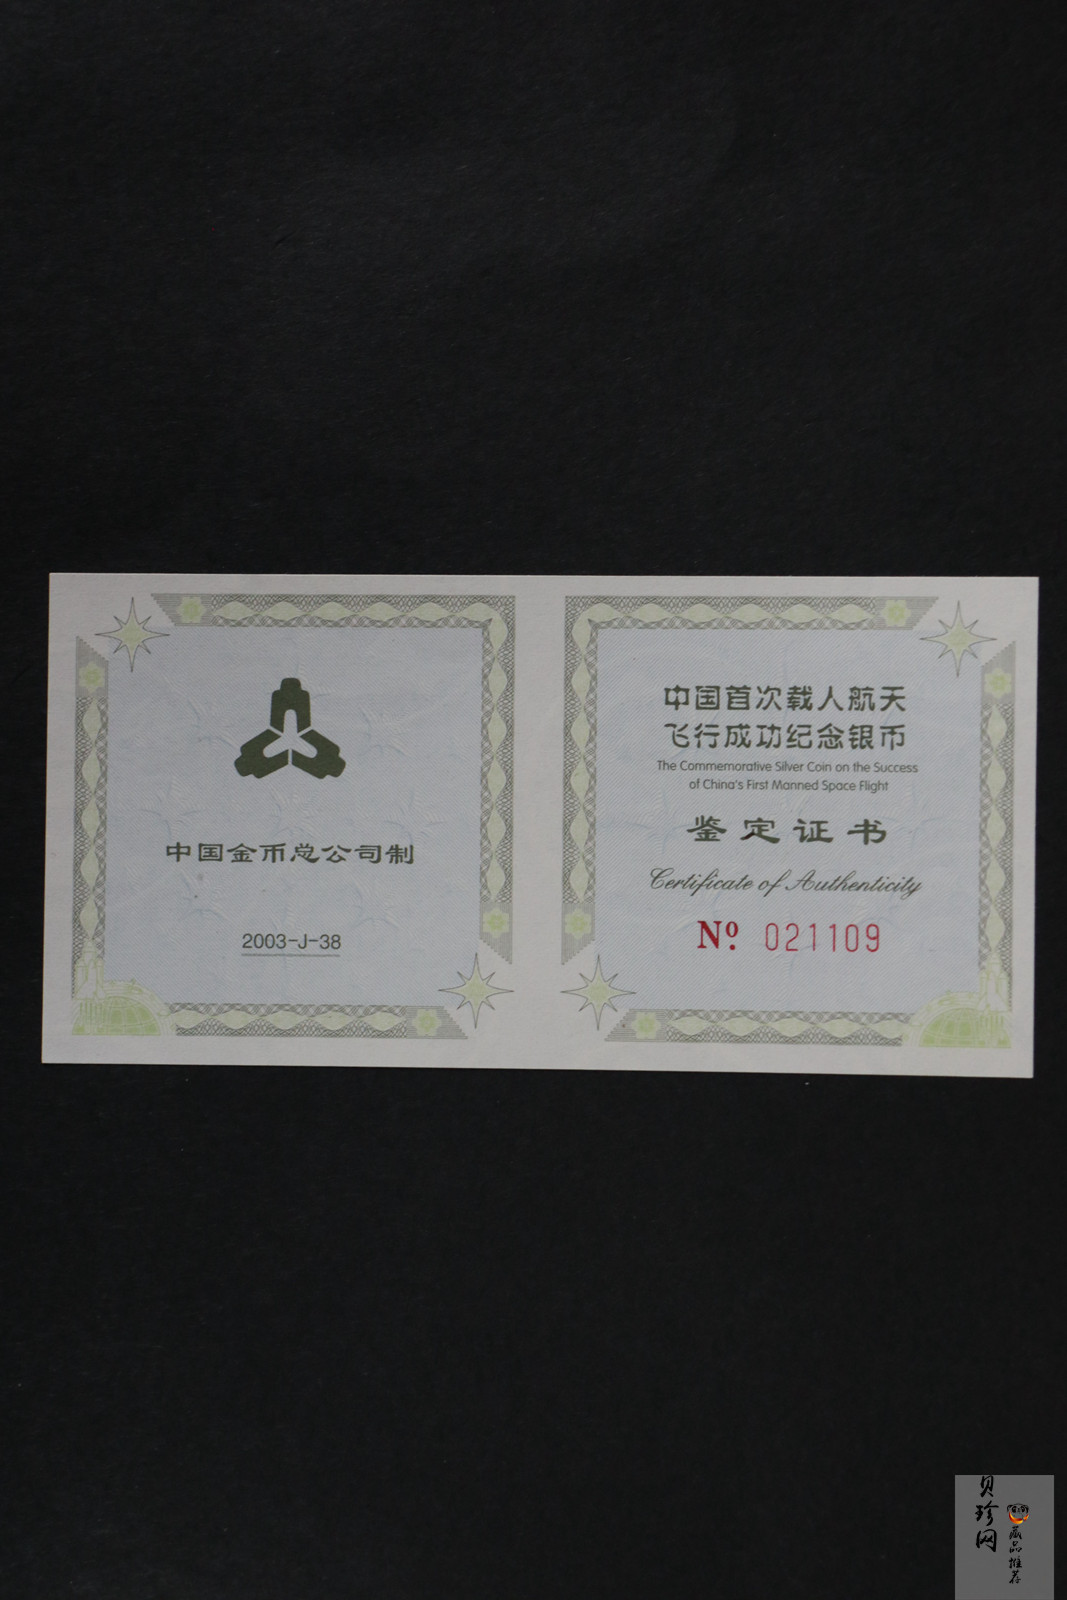 中国金币总公司制
2003-J-38
中国首次载人航天
飞行成功纪念银币
The Commemorative Silver Coin on the Success
of China's First Manned Space Flight
鉴定证书
Certificate of Authenticity
Nº 021109
贝珍网
藏品推荐